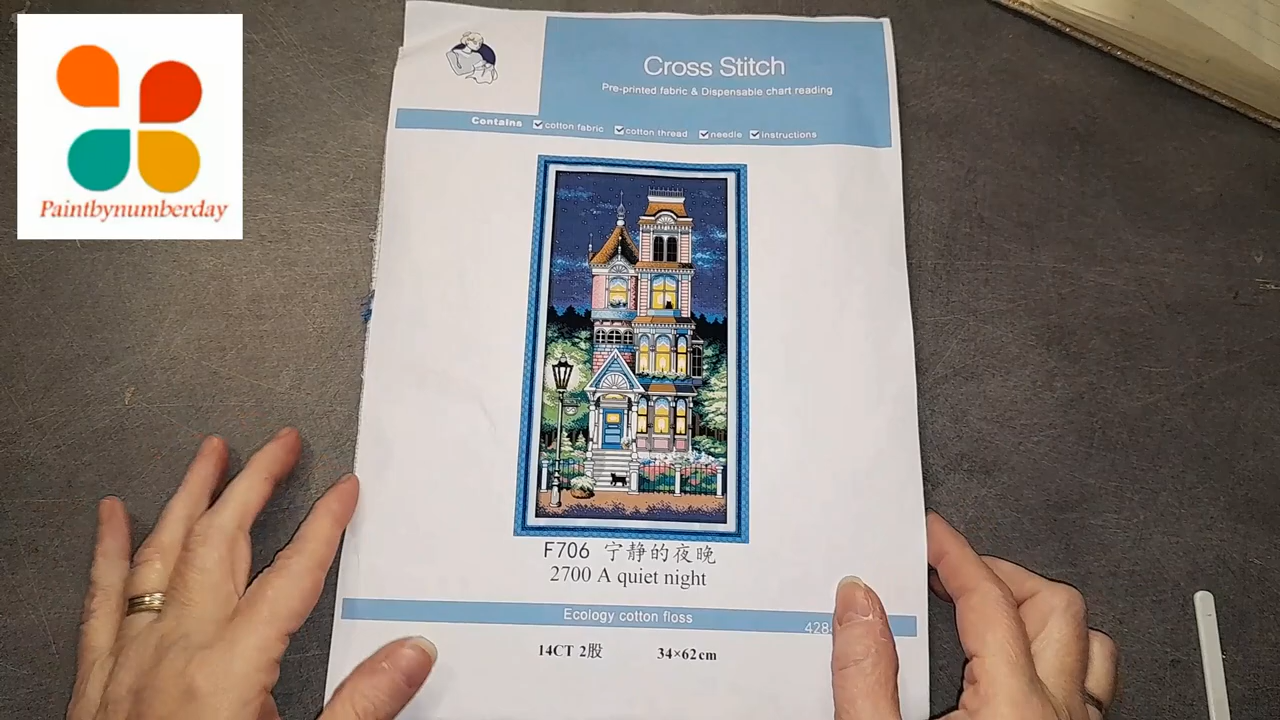 Paintbynumberday
Cross Stitch
Pre-printed fabric & Dispensable chart reading
Contains cotton fabric cotton thread needle instructions
F706 宁静的夜晚
2700 A quiet night
Ecology cotton floss
14CT 2股 34×62cm